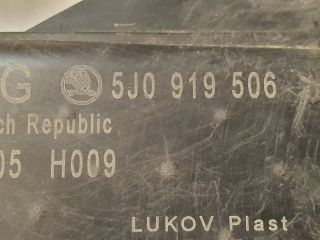 G 5J0 919 506
ch Republic
05 H009
LUKOV Plast